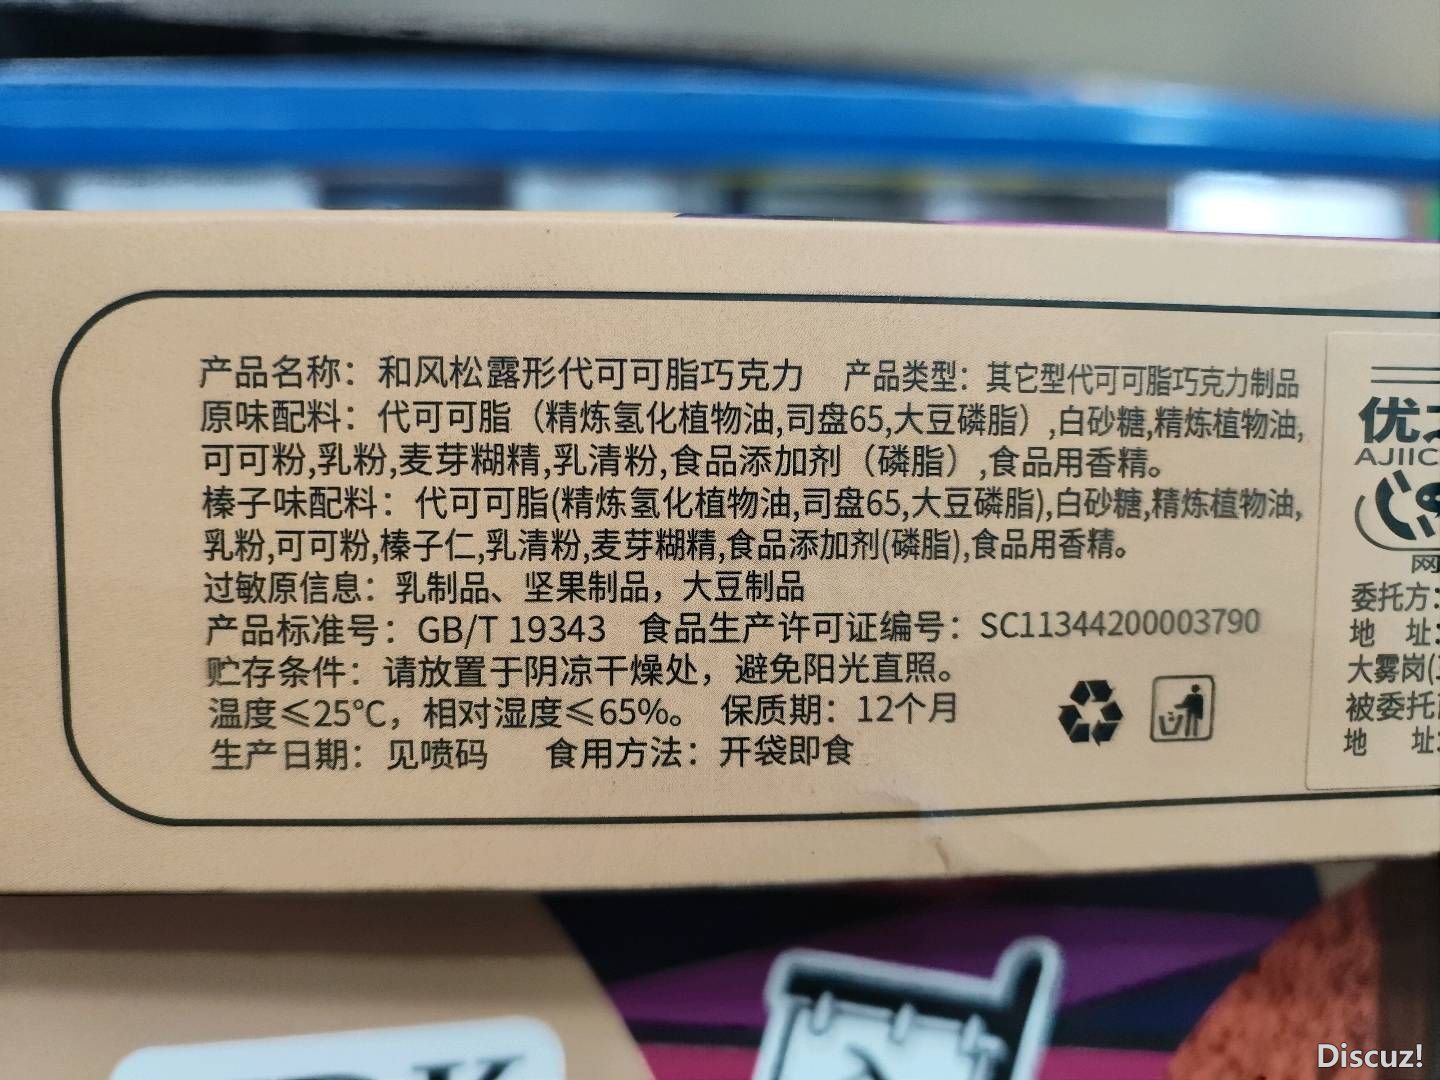 产品名称：和风松露形代可可脂巧克力 产品类型：其它型代可可脂巧克力制品
原味配料：代可可脂（精炼氢化植物油,司盘65,大豆磷脂）,白砂糖,精炼植物油,
可可粉,乳粉,麦芽糊精,乳清粉,食品添加剂（磷脂）,食品用香精。
榛子味配料：代可可脂(精炼氢化植物油,司盘65,大豆磷脂),白砂糖,精炼植物油,
乳粉,可可粉,榛子仁,乳清粉,麦芽糊精,食品添加剂(磷脂),食品用香精。
过敏原信息：乳制品、坚果制品，大豆制品
产品标准号：GB/T 19343 食品生产许可证编号：SC11344200003790
贮存条件：请放置于阴凉干燥处，避免阳光直照。
温度≤25℃，相对湿度≤65%。 保质期：12个月
生产日期：见喷码 食用方法：开袋即食
优
AJIIC
网
委托方：
地 址：
大雾岗(
被委托
地 址：
Discuz!